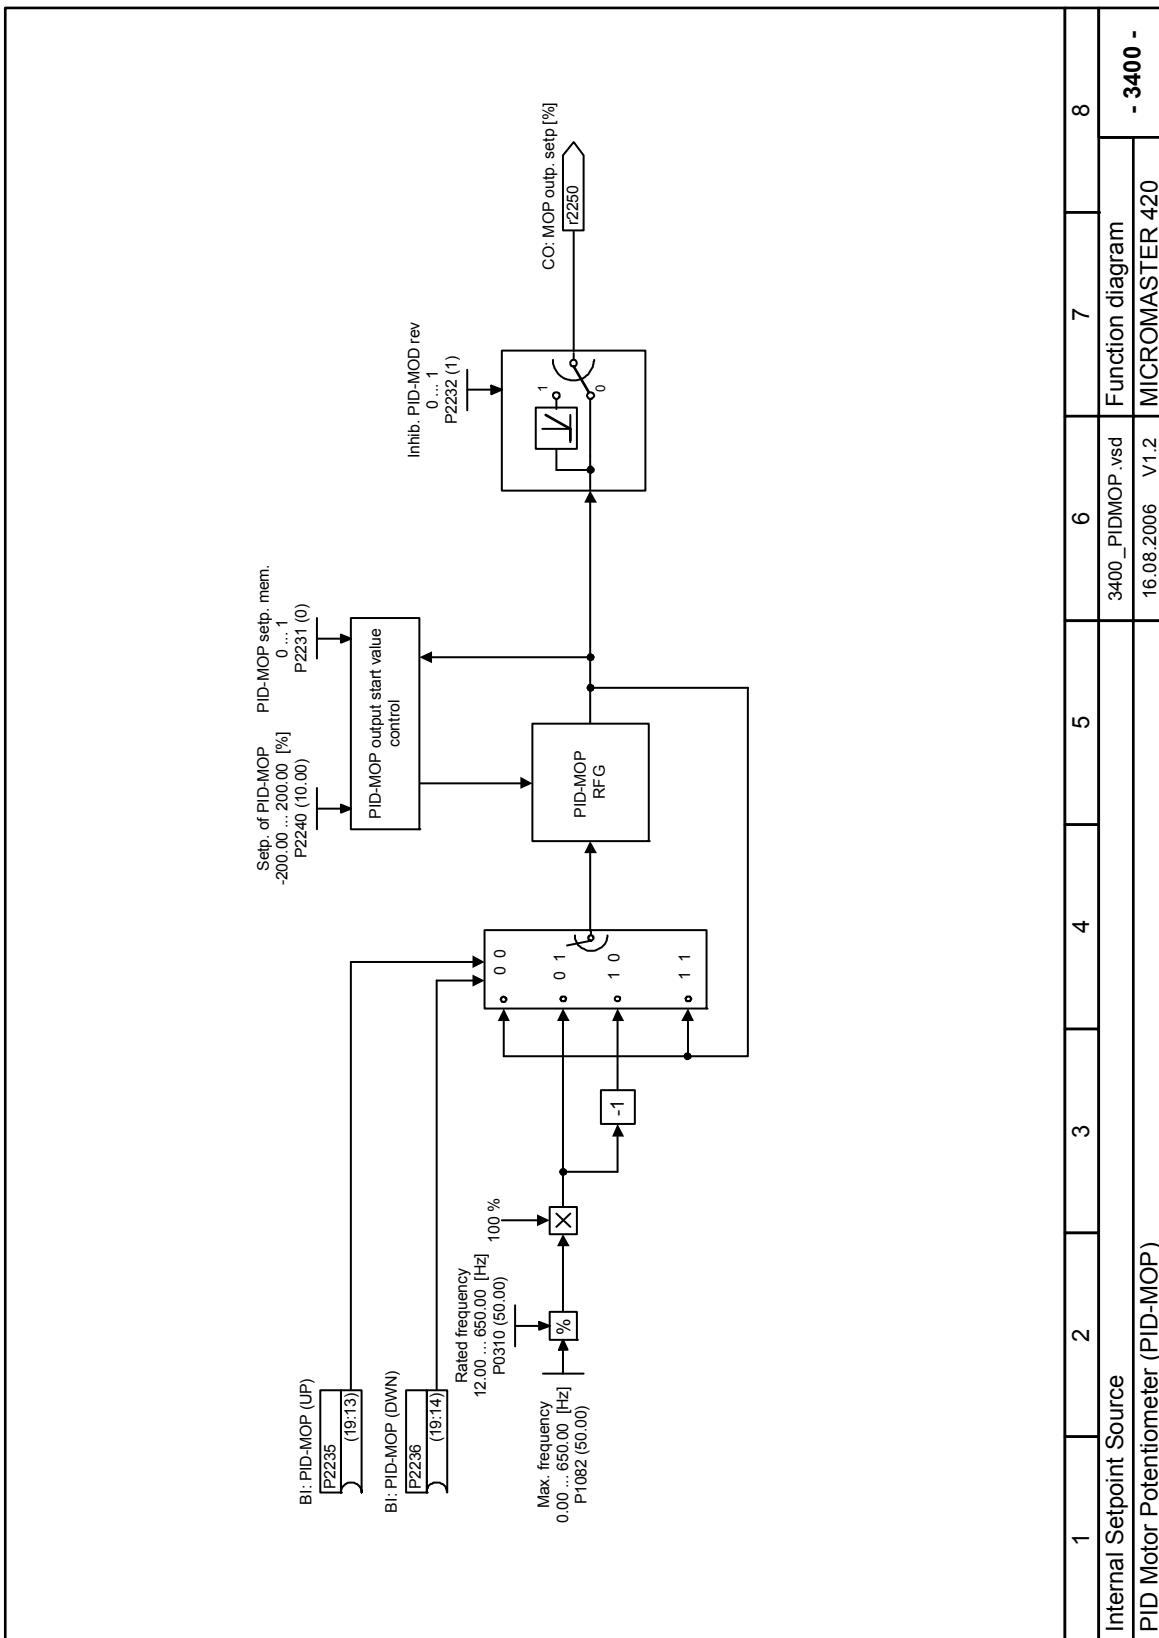 BI: PID-MOP (UP)
P2235
(19:13)
BI: PID-MOP (DWN)
P2236
(19:14)
Max. frequency
0.00 ... 650.00 [Hz]
P1082 (50.00)
Rated frequency
12.00 ... 650.00 [Hz]
P0310 (50.00)
%
100 %
X
-1
0 0
0 1
1 0
1 1
Setp. of PID-MOP
-200.00 ... 200.00 [%]
P2240 (10.00)
PID-MOP setp. mem.
0 ... 1
P2231 (0)
PID-MOP output start value
control
PID-MOP
RFG
Inhib. PID-MOD rev
0 ... 1
P2232 (1)
1
0
CO: MOP outp. setp [%]
r2250
1 2 3 4 5 6 7 8
Internal Setpoint Source
3400_PIDMOP.vsd
Function diagram
- 3400 -
PID Motor Potentiometer (PID-MOP)
16.08.2006 V1.2
MICROMASTER 420